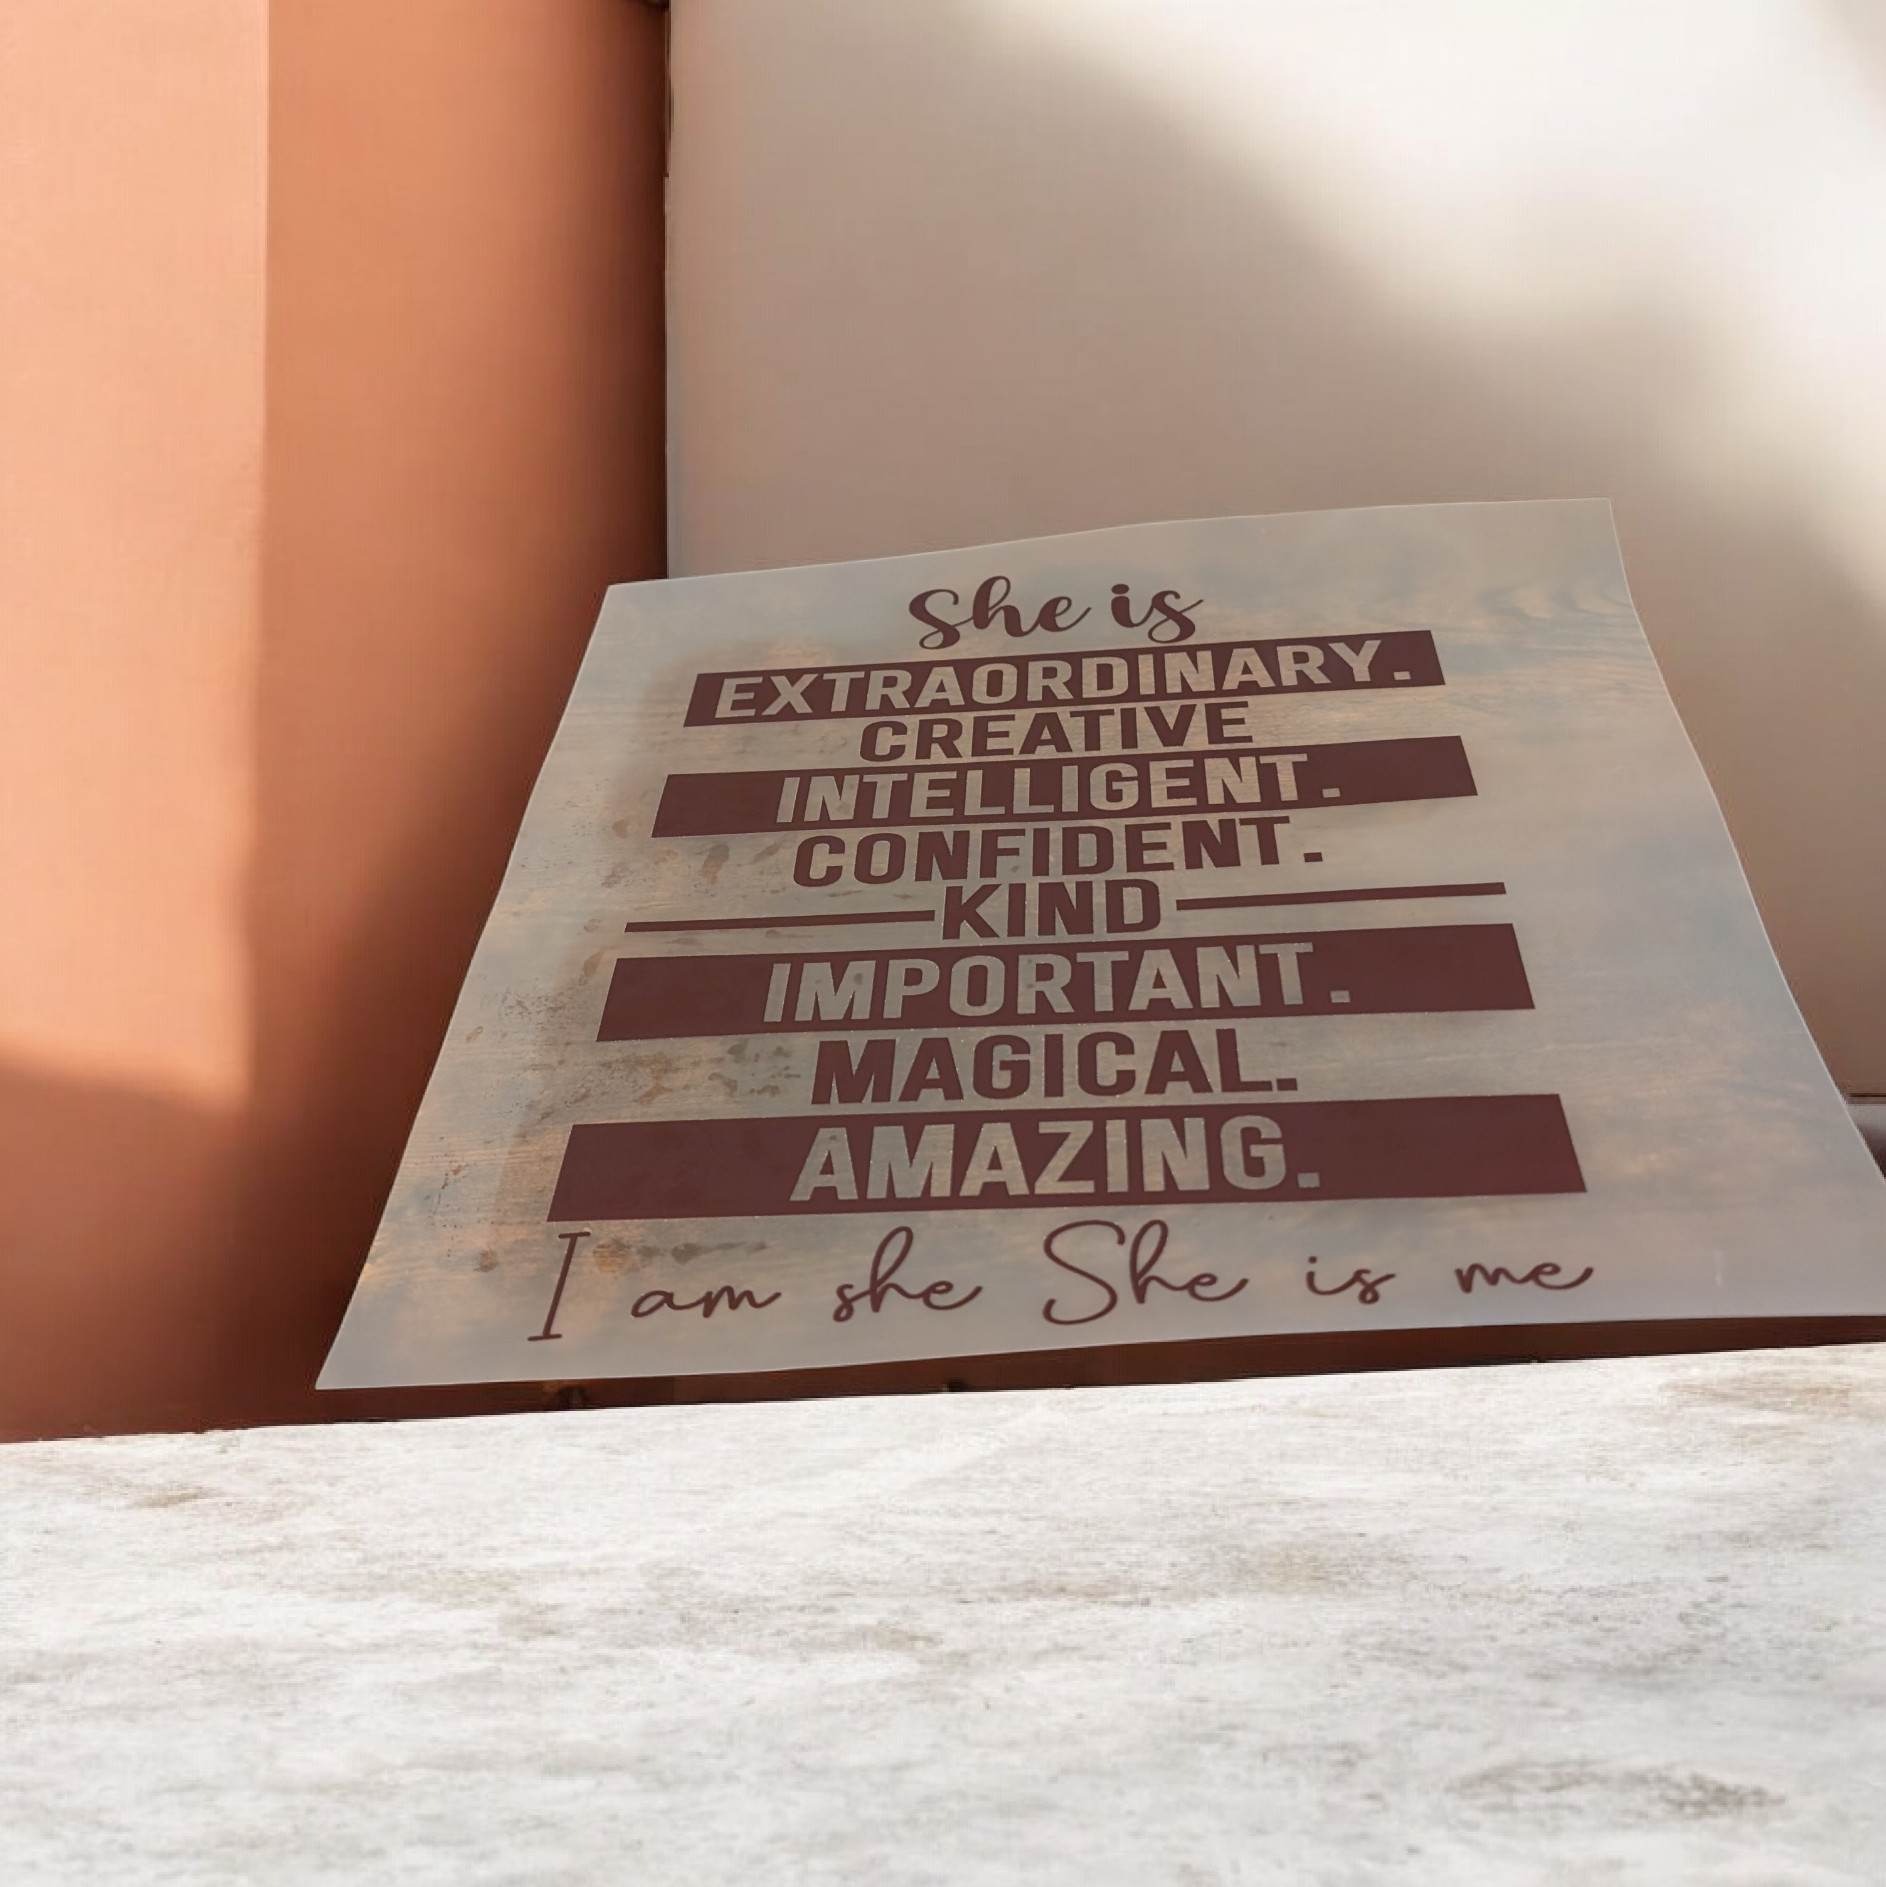 She is
EXTRAORDINARY.
CREATIVE
INTELLIGENT.
CONFIDENT.
KIND
IMPORTANT.
MAGICAL.
AMAZING.
I am she She is me